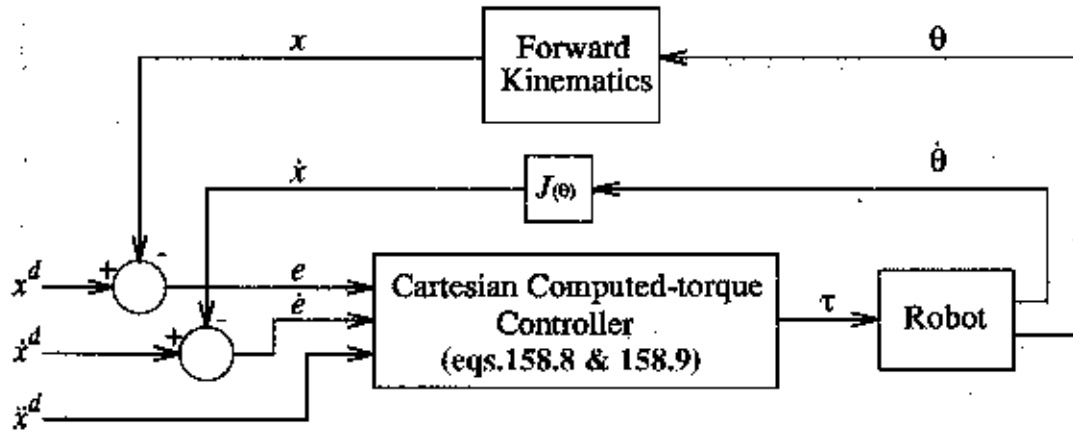 x Forward Kinematics θ
ẋ J(θ) θ̇
+ -
x^d e
ė
+ -
ẋ^d
ẍ^d
Cartesian Computed-torque
Controller
(eqs.158.8 & 158.9)
τ
Robot